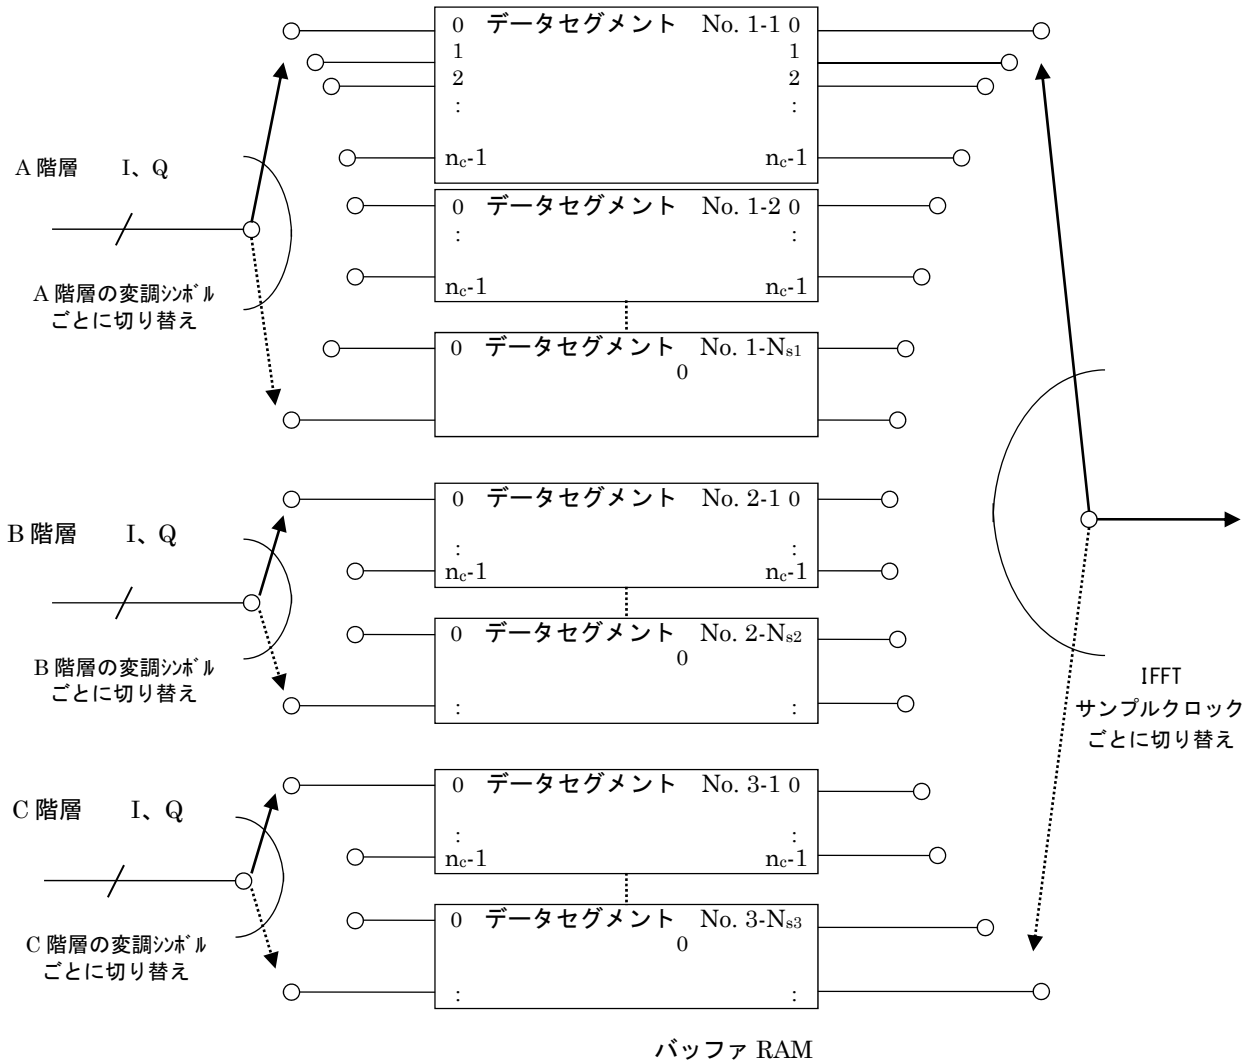 0 データセグメント No. 1-1 0
1 1
2 2
: :
nc-1 nc-1
A 階層 I、Q
0 データセグメント No. 1-2 0
: :
nc-1 nc-1
A 階層の変調ｼﾝﾎﾞﾙ
ごとに切り替え
0 データセグメント No. 1-Ns1
0
0 データセグメント No. 2-1 0
: :
nc-1 nc-1
B 階層 I、Q
0 データセグメント No. 2-Ns2
0
: :
B 階層の変調ｼﾝﾎﾞﾙ
ごとに切り替え
IFFT
サンプルクロック
ごとに切り替え
0 データセグメント No. 3-1 0
: :
nc-1 nc-1
C 階層 I、Q
0 データセグメント No. 3-Ns3
0
: :
C 階層の変調ｼﾝﾎﾞﾙ
ごとに切り替え
バッファ RAM